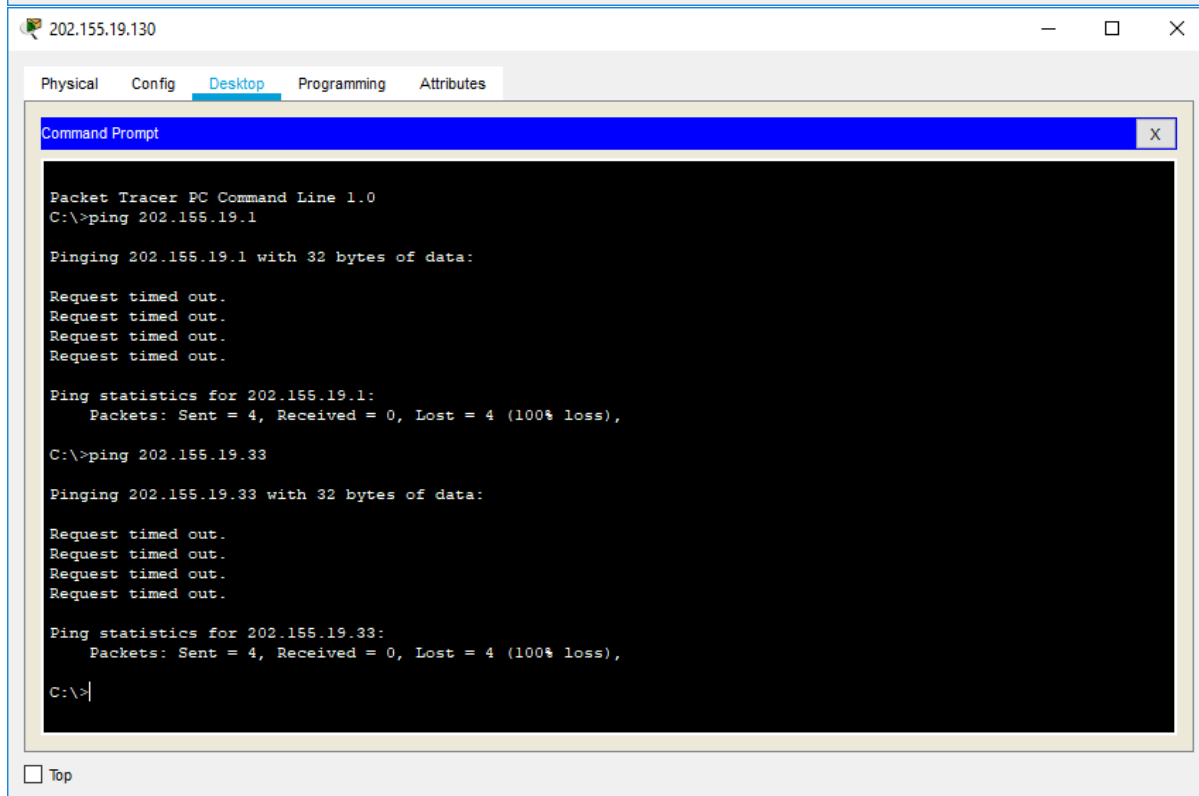 202.155.19.130
Physical Config Desktop Programming Attributes
Command Prompt
X
Packet Tracer PC Command Line 1.0
C:\>ping 202.155.19.1
Pinging 202.155.19.1 with 32 bytes of data:
Request timed out.
Request timed out.
Request timed out.
Request timed out.
Ping statistics for 202.155.19.1:
Packets: Sent = 4, Received = 0, Lost = 4 (100% loss),
C:\>ping 202.155.19.33
Pinging 202.155.19.33 with 32 bytes of data:
Request timed out.
Request timed out.
Request timed out.
Request timed out.
Ping statistics for 202.155.19.33:
Packets: Sent = 4, Received = 0, Lost = 4 (100% loss),
C:\>
Top